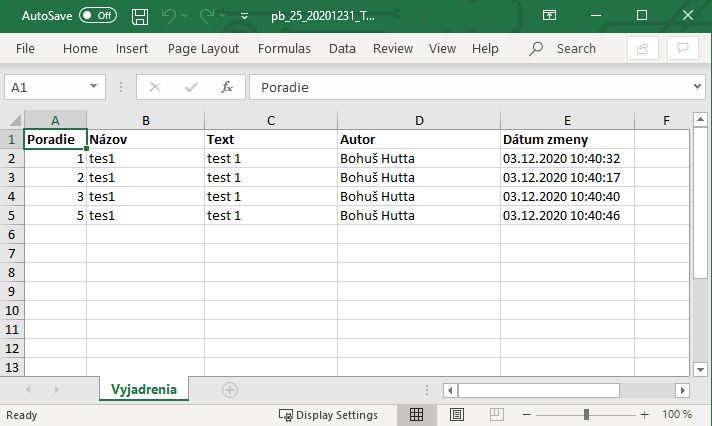 AutoSave Off pb_25_20201231_T...
File Home Insert Page Layout Formulas Data Review View Help Search
A1 fx Poradie
A B C D E F
1 Poradie Názov Text Autor Dátum zmeny
2 1 tes1 test 1 Bohuš Hutta 03.12.2020 10:40:32
3 2 tes1 test 1 Bohuš Hutta 03.12.2020 10:40:17
4 3 tes1 test 1 Bohuš Hutta 03.12.2020 10:40:40
5 5 tes1 test 1 Bohuš Hutta 03.12.2020 10:40:46
6
7
8
9
10
11
12
13
Vyjadrenia
Ready Display Settings 100 %